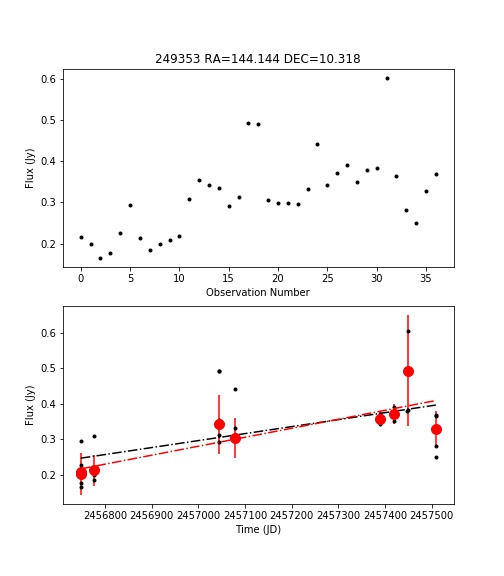 249353 RA=144.144 DEC=10.318
0.6
0.5
0.4
0.3
0.2
Flux (Jy)
0 5 10 15 20 25 30 35
Observation Number
0.6
0.5
0.4
0.3
0.2
Flux (Jy)
2456800 2456900 2457000 2457100 2457200 2457300 2457400 2457500
Time (JD)